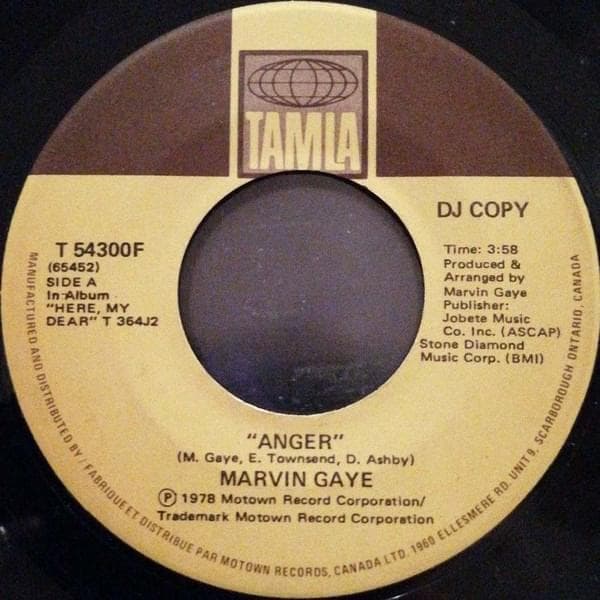 TAMLA
DJ COPY
T 54300F
(65452)
SIDE A
In Album
"HERE, MY
DEAR" T 364J2
Time: 3:58
Produced &
Arranged by
Marvin Gaye
Publisher:
Jobete Music
Co. Inc. (ASCAP)
Stone Diamond
Music Corp. (BMI)
"ANGER"
(M. Gaye, E. Townsend, D. Ashby)
MARVIN GAYE
Ⓟ 1978 Motown Record Corporation/
Trademark Motown Record Corporation
MANUFACTURED AND DISTRIBUTED BY / FABRIQUE ET DISTRIBUE PAR MOTOWN RECORDS, CANADA LTD. 1960 ELLESMERE RD. UNIT 9, SCARBOROUGH ONTARIO, CANADA